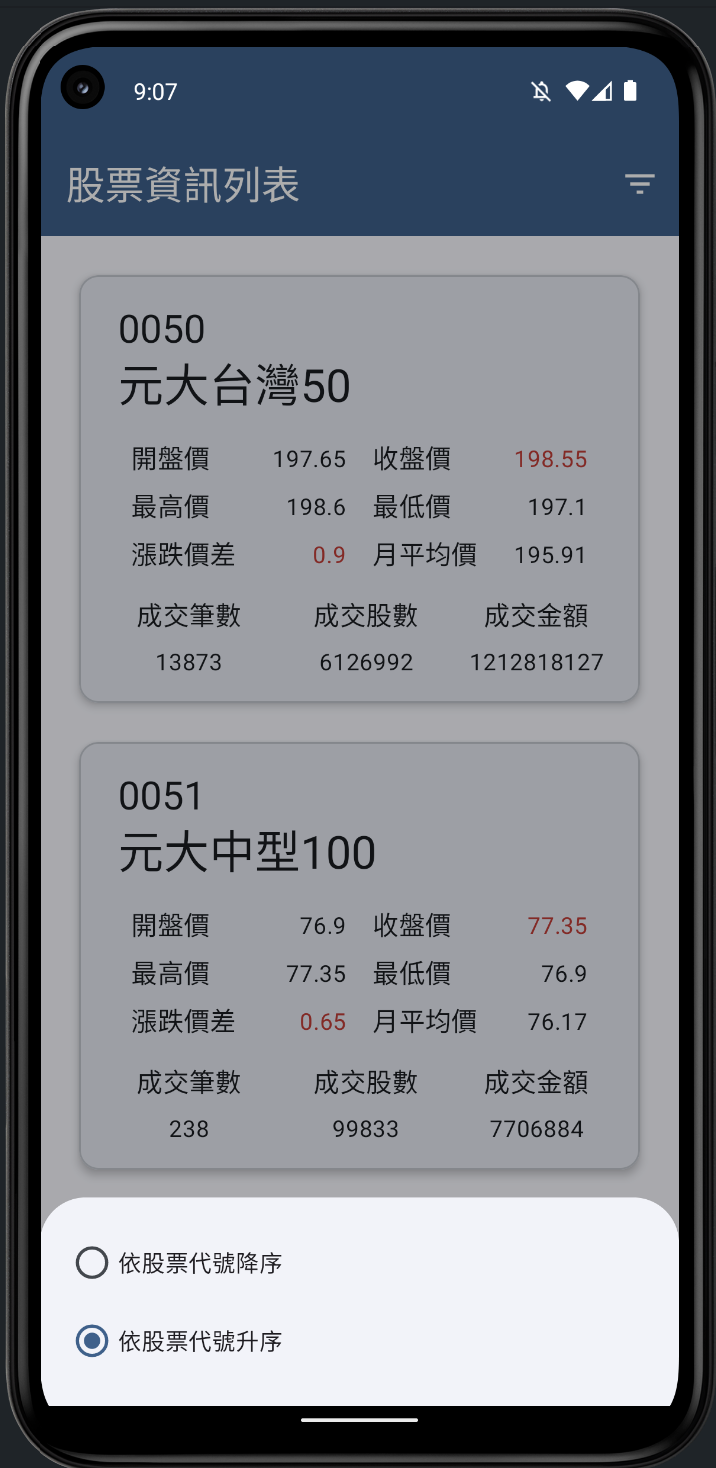 9:07
股票資訊列表
0050
元大台灣50
開盤價 197.65 收盤價 198.55
最高價 198.6 最低價 197.1
漲跌價差 0.9 月平均價 195.91
成交筆數 成交股數 成交金額
13873 6126992 1212818127
0051
元大中型100
開盤價 76.9 收盤價 77.35
最高價 77.35 最低價 76.9
漲跌價差 0.65 月平均價 76.17
成交筆數 成交股數 成交金額
238 99833 7706884
依股票代號降序
依股票代號升序